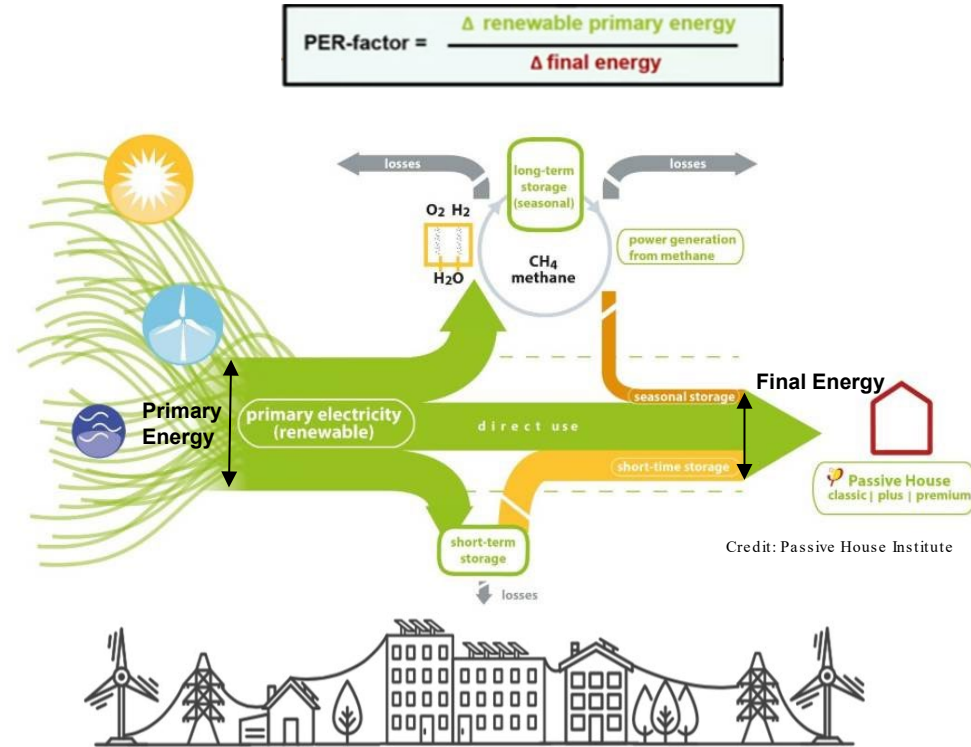 PER-factor =
Δ renewable primary energy
Δ final energy
losses
losses
long-term
storage
(seasonal)
O₂ H₂
H₂O
CH₄
methane
power generation
from methane
Primary
Energy
primary electricity
(renewable)
direct use
seasonal storage
short-time storage
Final Energy
Passive House
classic | plus | premium
short-term
storage
losses
Credit: Passive House Institute